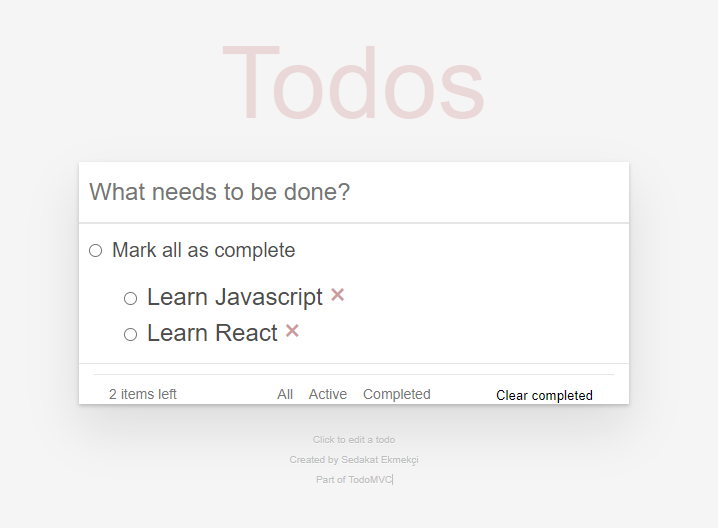 Todos
What needs to be done?
Mark all as complete
Learn Javascript ×
Learn React ×
2 items left All Active Completed Clear completed
Click to edit a todo
Created by Sedakat Ekmekçi
Part of TodoMVC